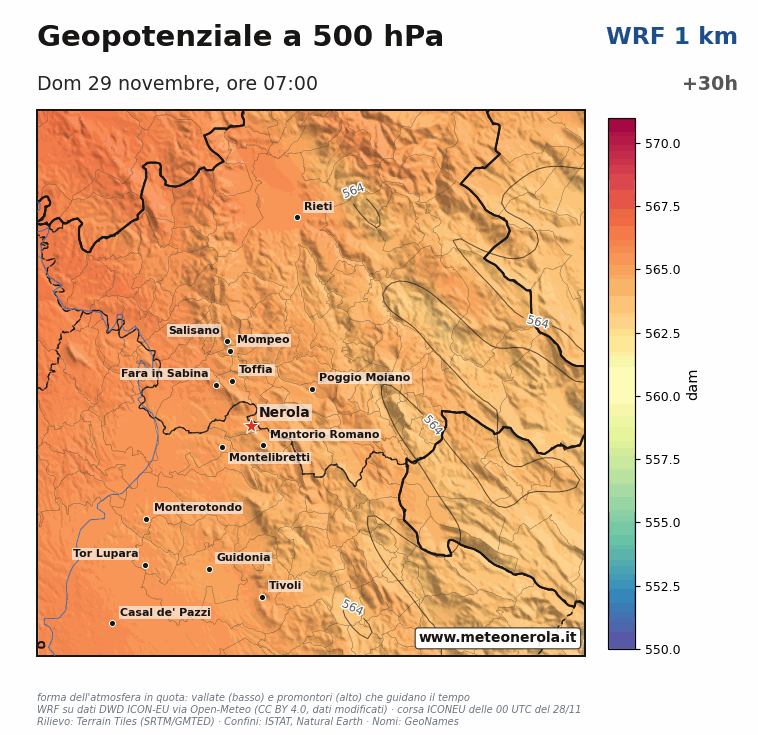 Geopotenziale a 500 hPa
WRF 1 km
Dom 29 novembre, ore 07:00
+30h
564
Rieti
564
Salisano
Mompeo
Toffia
Fara in Sabina
Poggio Moiano
Nerola
564
Montorio Romano
Montelibretti
Monterotondo
Tor Lupara
Guidonia
Tivoli
564
Casal de' Pazzi
www.meteonerola.it
570.0
567.5
565.0
562.5
560.0
557.5
555.0
552.5
550.0
dam
forma dell'atmosfera in quota: vallate (basso) e promontori (alto) che guidano il tempo
WRF su dati DWD ICON-EU via Open-Meteo (CC BY 4.0, dati modificati) · corsa ICONEU delle 00 UTC del 28/11
Rilievo: Terrain Tiles (SRTM/GMTED) · Confini: ISTAT, Natural Earth · Nomi: GeoNames